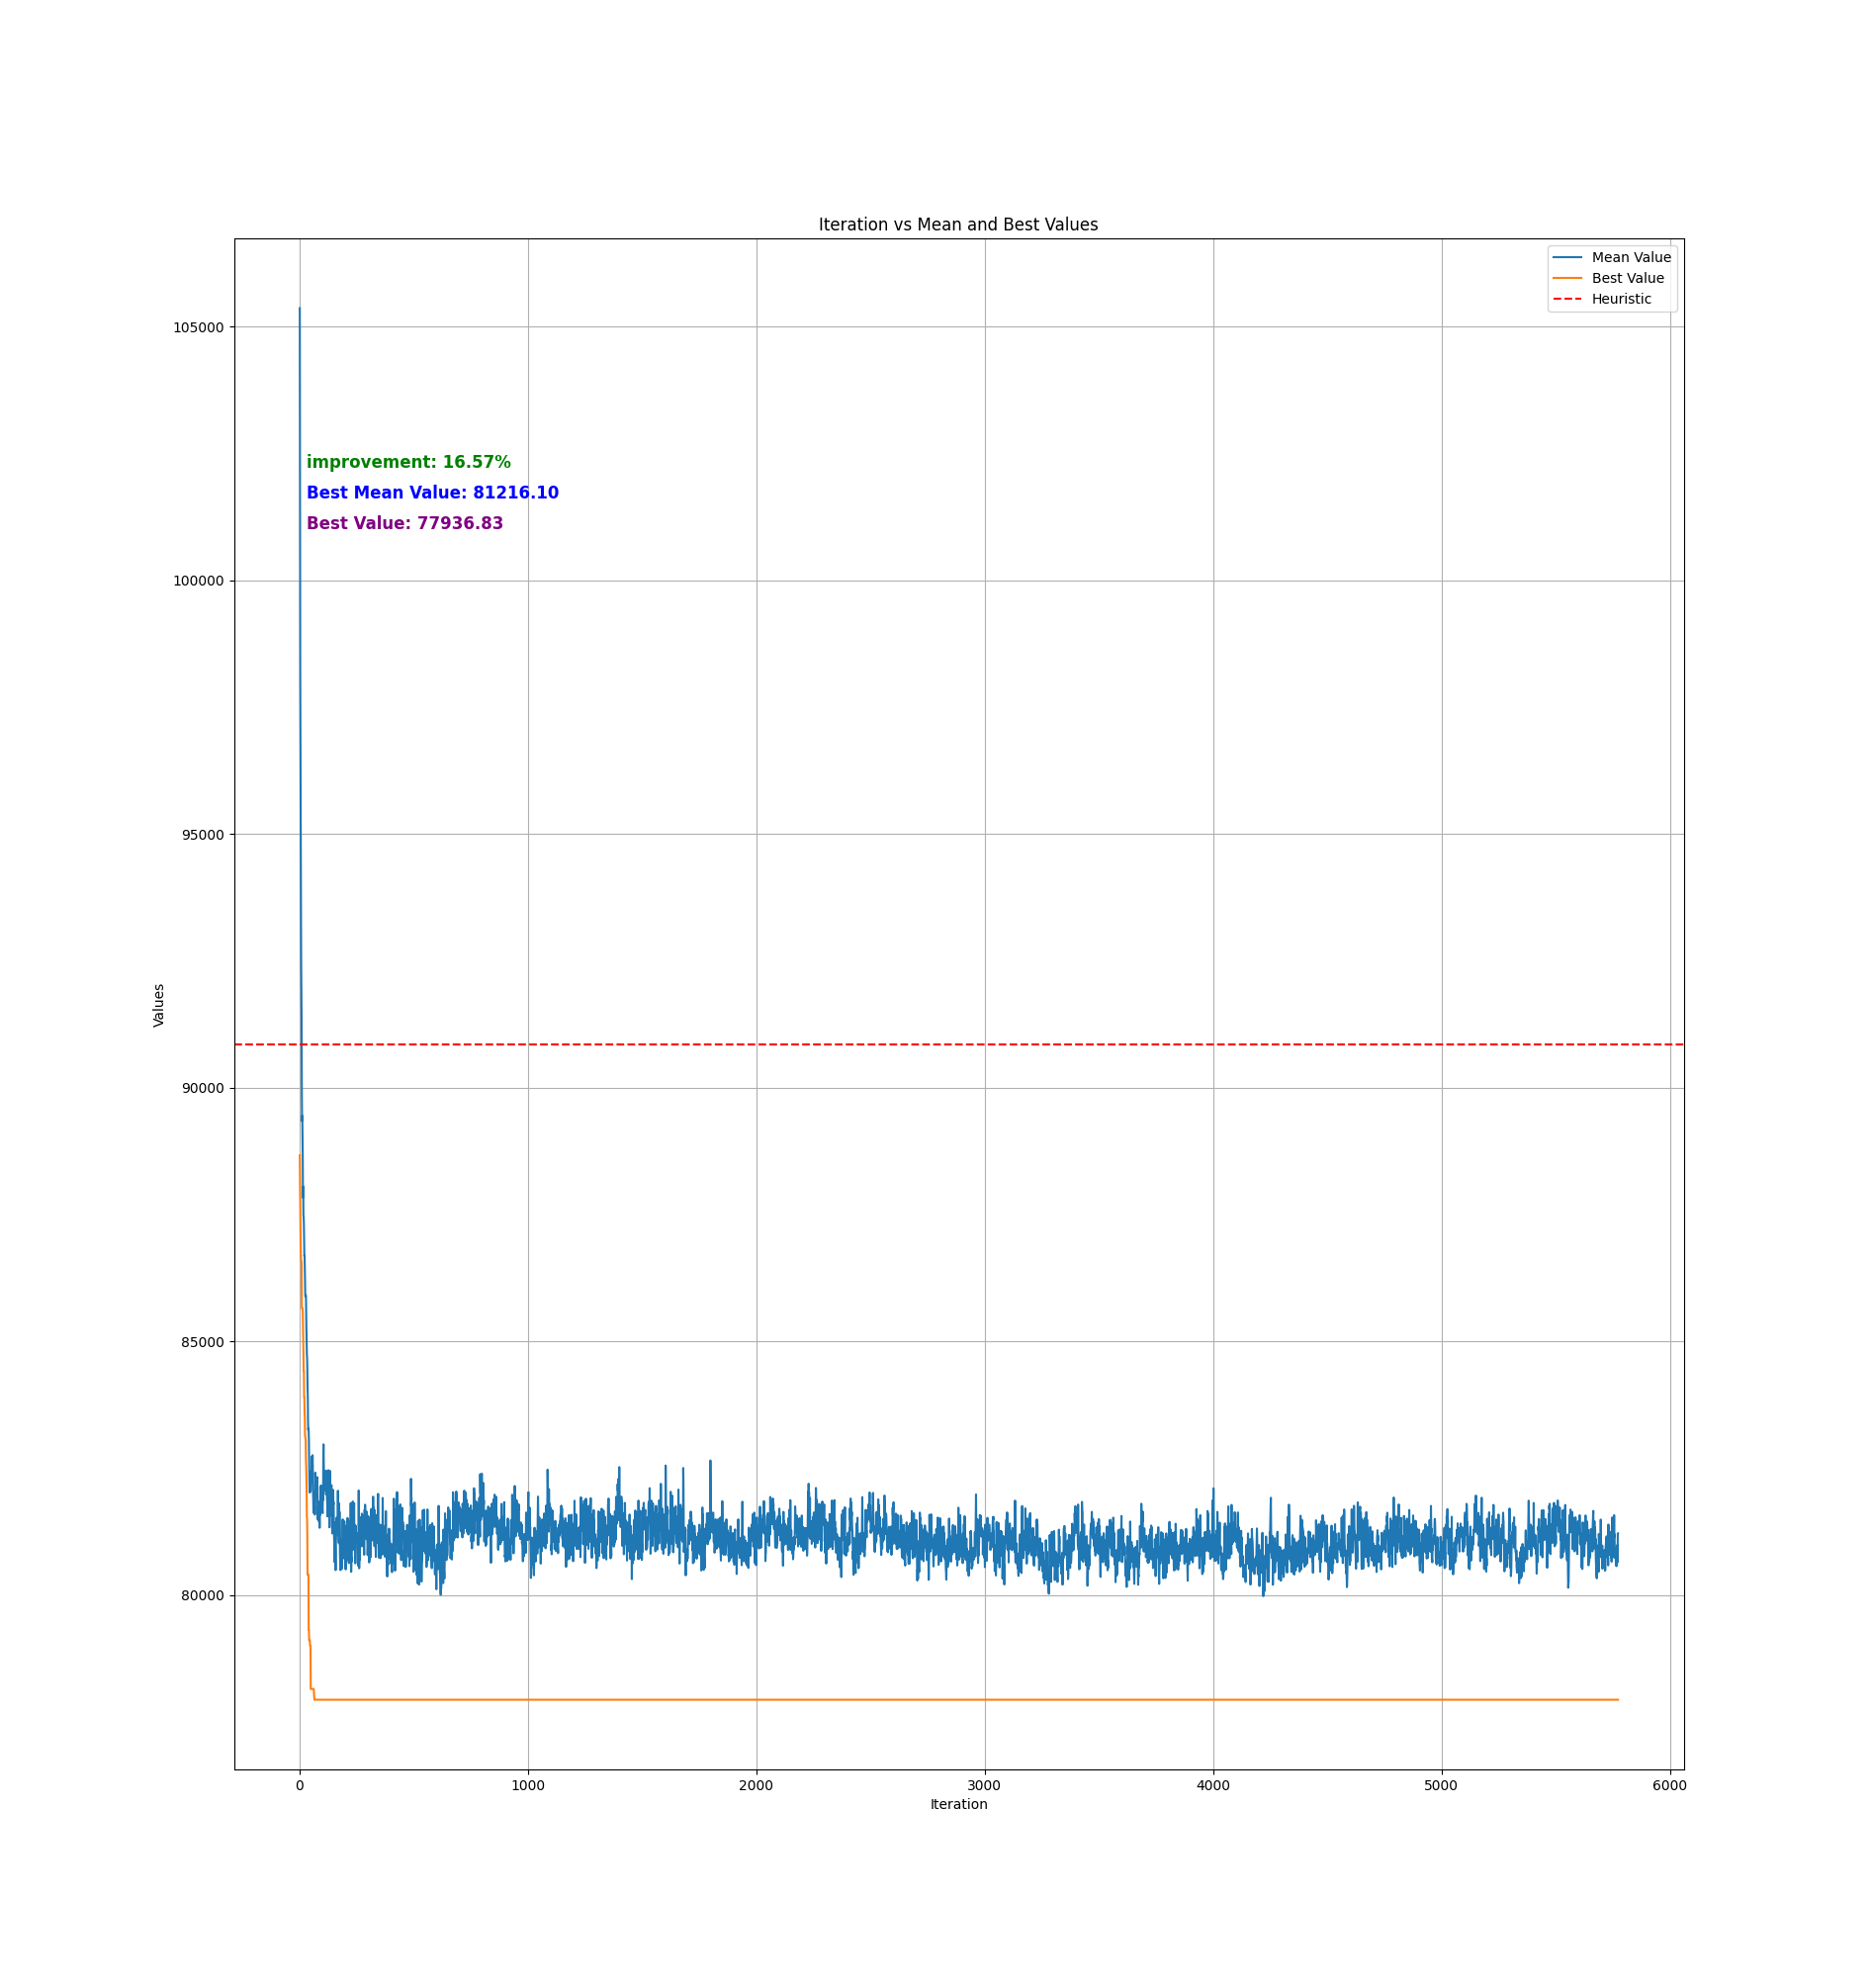 Iteration vs Mean and Best Values
Mean Value
Best Value
Heuristic
105000
improvement: 16.57%
Best Mean Value: 81216.10
Best Value: 77936.83
100000
95000
Values
90000
85000
80000
0 1000 2000 3000 4000 5000 6000
Iteration